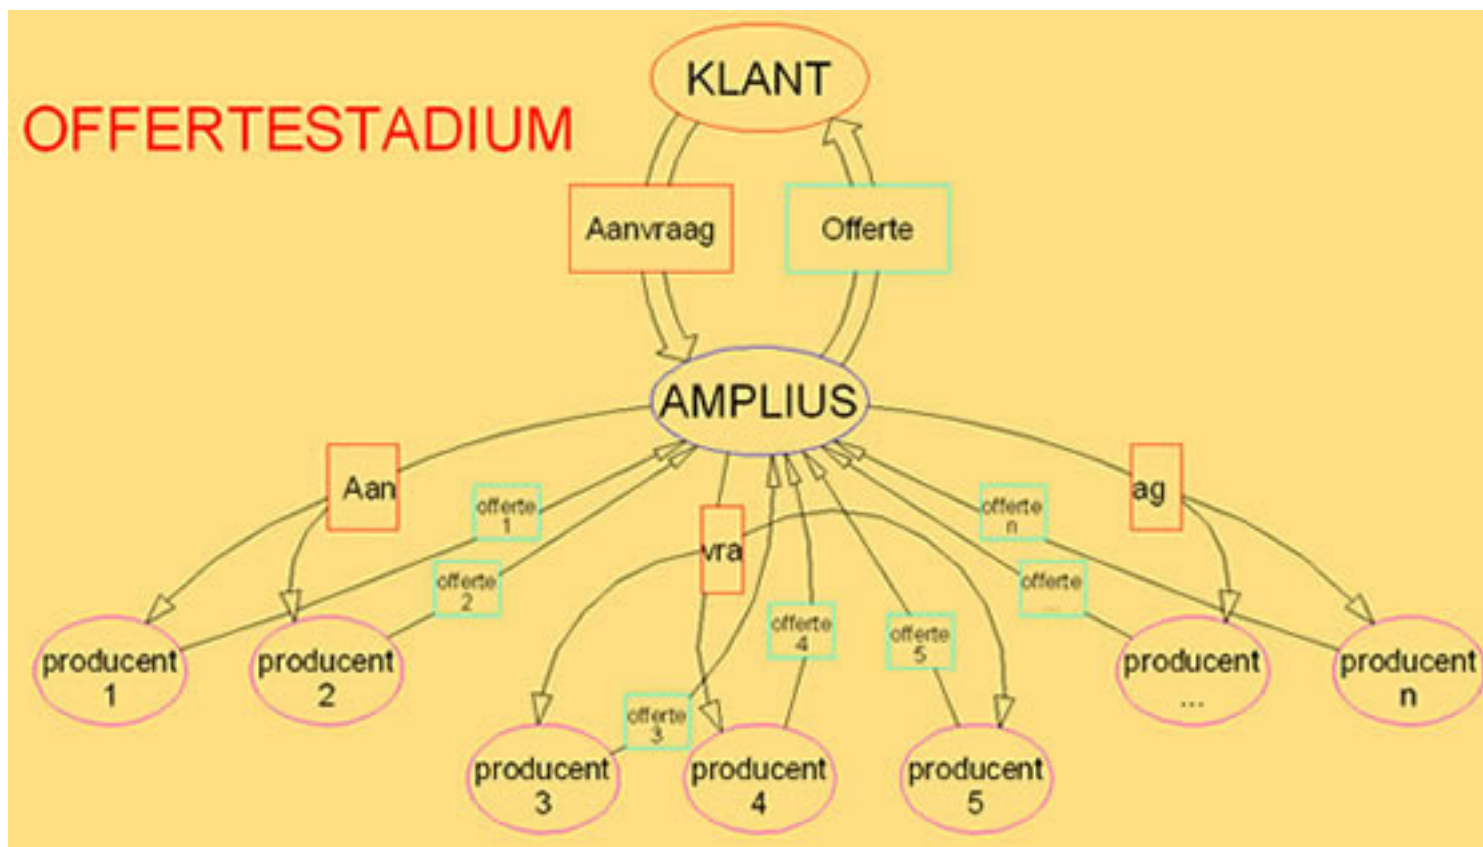 KLANT
OFFERTESTADIUM
Aanvraag
Offerte
AMPLIUS
Aan
vra
ag
offerte
1
offerte
2
offerte
3
offerte
4
offerte
5
offerte
...
offerte
n
producent
1
producent
2
producent
3
producent
4
producent
5
producent
...
producent
n